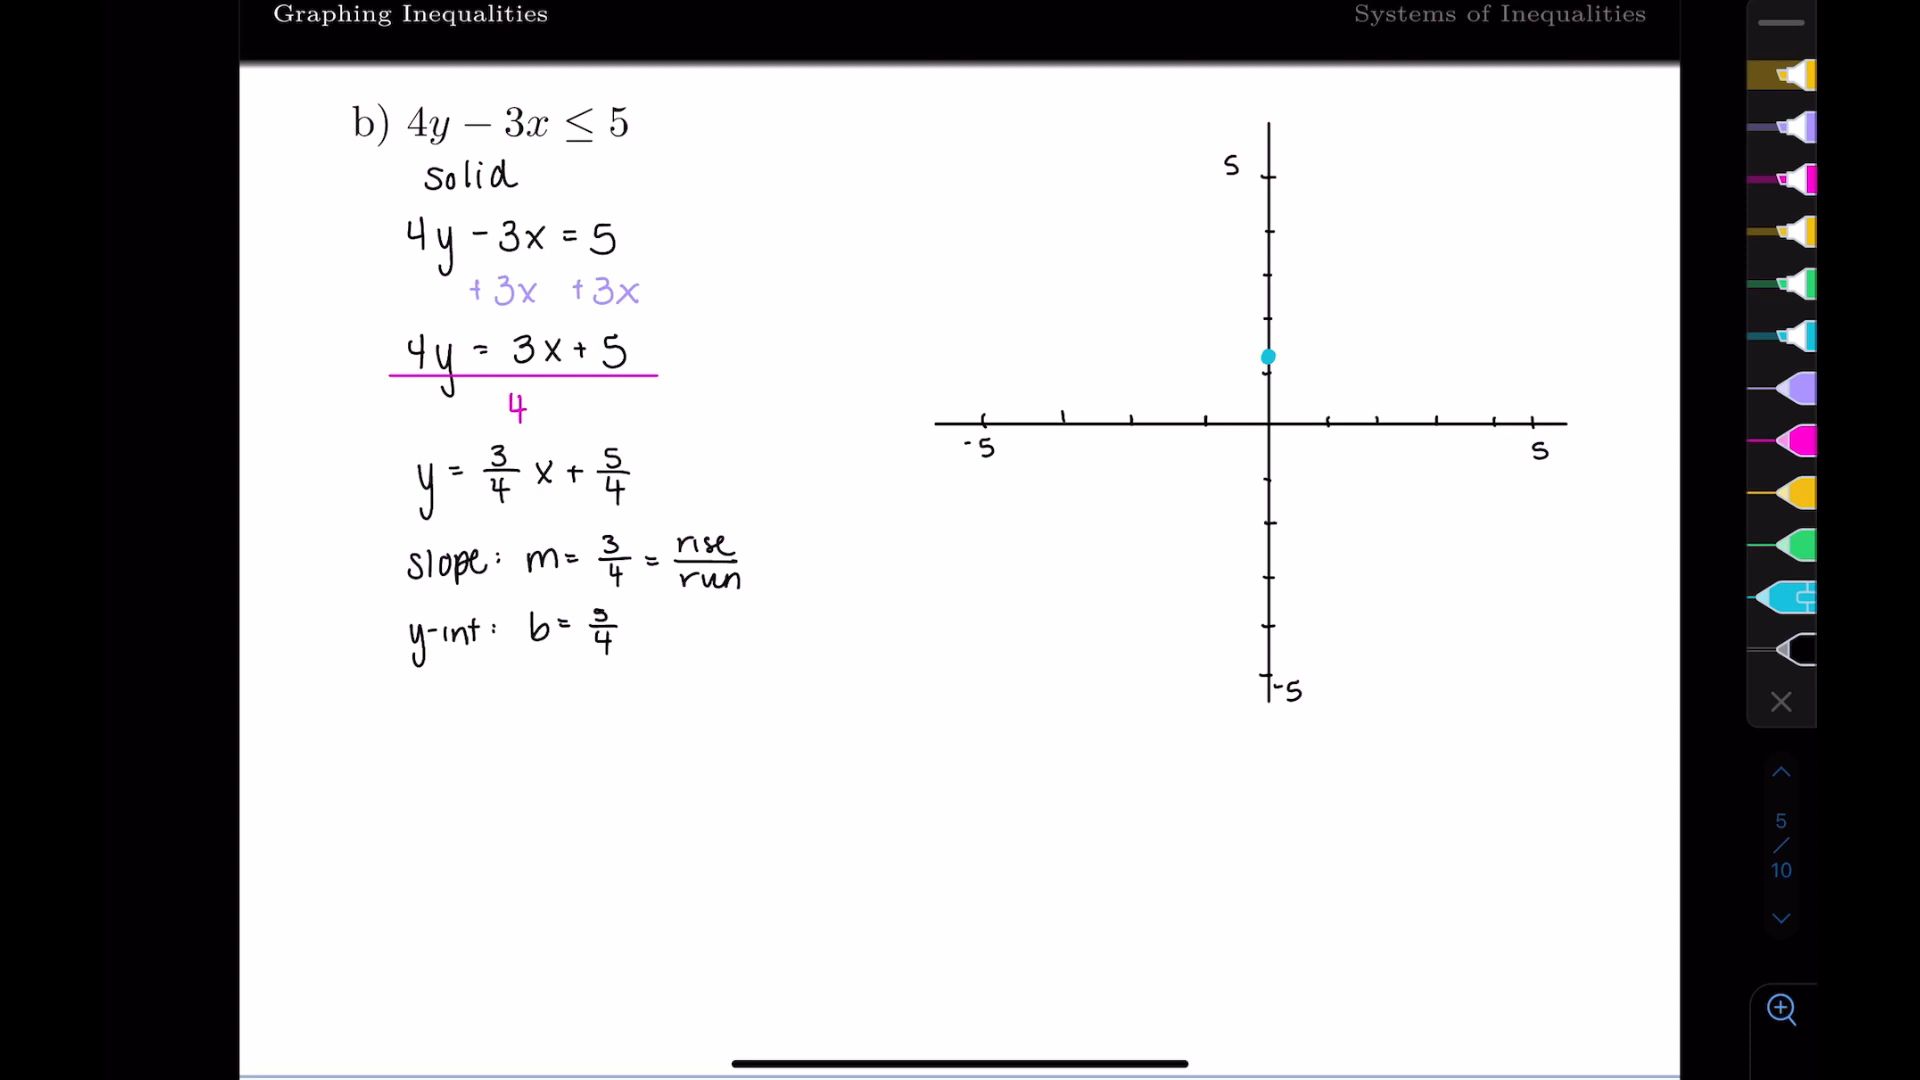 Graphing Inequalities
Systems of Inequalities
b) 4y − 3x ≤ 5
solid
4y - 3x = 5
+ 3x + 3x
4y = 3x + 5
4
y = 3/4 x + 5/4
slope: m = 3/4 = rise/run
y-int: b = 5/4
5
-5
5
-5
5
/
10